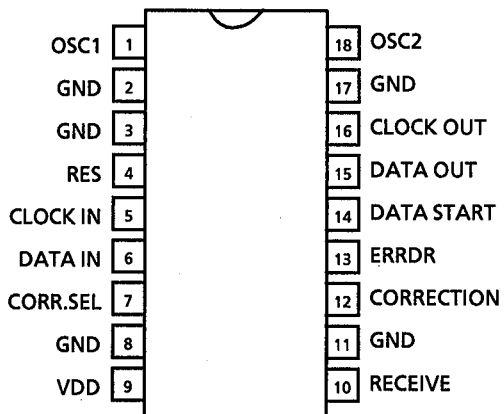 OSC1 1 18 OSC2
GND 2 17 GND
GND 3 16 CLOCK OUT
RES 4 15 DATA OUT
CLOCK IN 5 14 DATA START
DATA IN 6 13 ERRDR
CORR.SEL 7 12 CORRECTION
GND 8 11 GND
VDD 9 10 RECEIVE